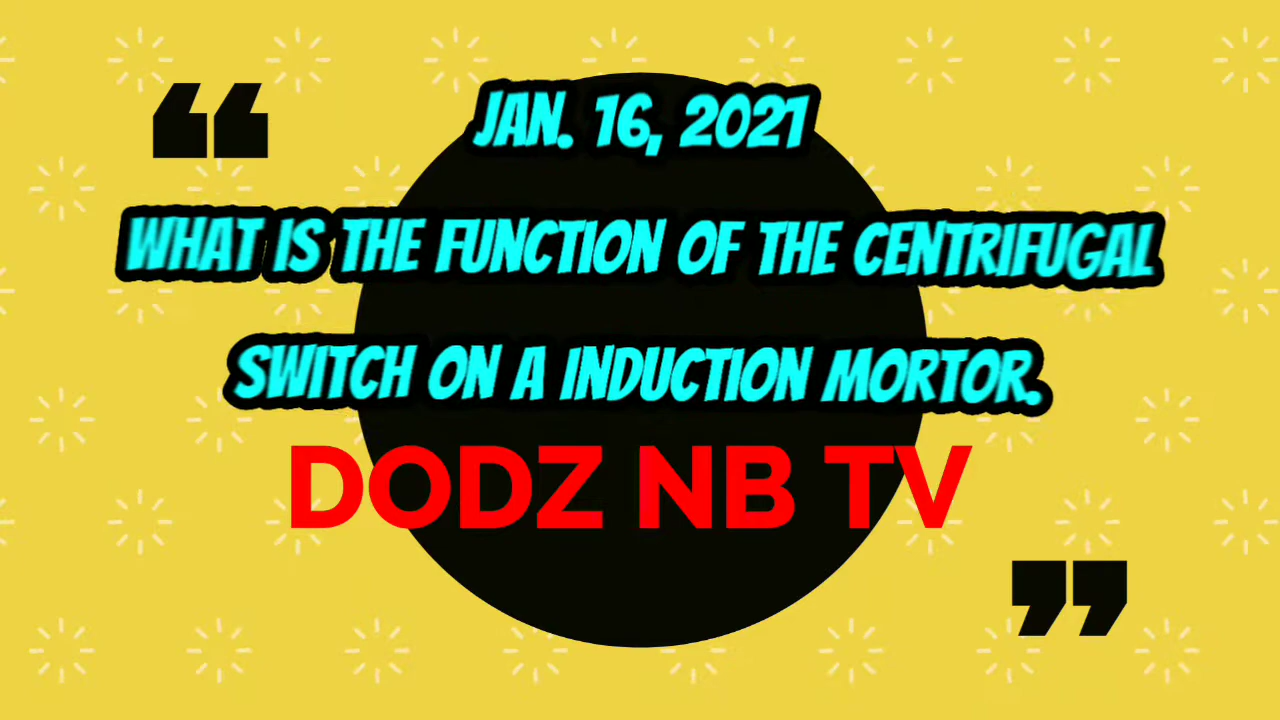 JAN. 16, 2021
WHAT IS THE FUNCTION OF THE CENTRIFUGAL
SWITCH ON A INDUCTION MORTOR.
DODZ NB TV